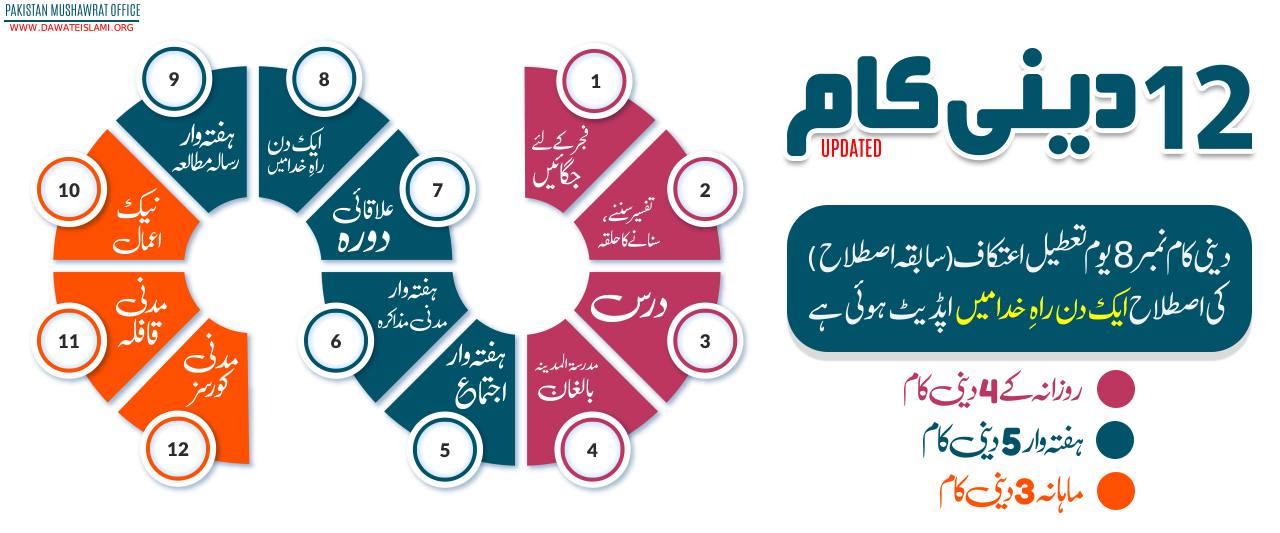 PAKISTAN MUSHAWRAT OFFICE
WWW.DAWATEISLAMI.ORG
12 دینی کام
UPDATED
دینی کام نمبر 8 یوم تعطیل اعتکاف (سابقہ اصطلاح)
کی اصطلاح ایک دن راہِ خدا میں اپڈیٹ ہوئی ہے
روزانہ کے 4 دینی کام
ہفتہ وار 5 دینی کام
ماہانہ 3 دینی کام
1
فجر کے لئے
جگائیں
2
تفسیر سننے،
سنانے کا حلقہ
3
درس
4
مدرسۃ المدینہ
بالغان
5
ہفتہ وار
اجتماع
6
ہفتہ وار
مدنی مذاکرہ
7
علاقائی
دورہ
8
ایک دن
راہِ خدا میں
9
ہفتہ وار
رسالہ مطالعہ
10
نیک
اعمال
11
مدنی
قافلہ
12
مدنی
کورسز